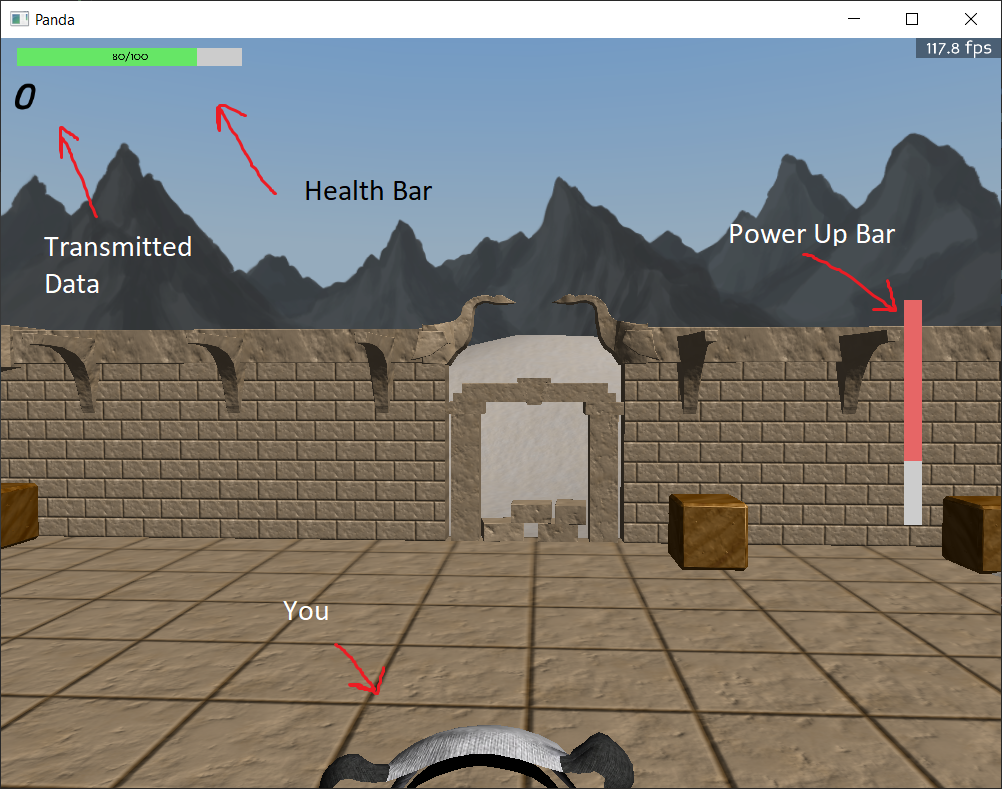 Panda
80/100
117.8 fps
0
Health Bar
Transmitted
Data
Power Up Bar
You